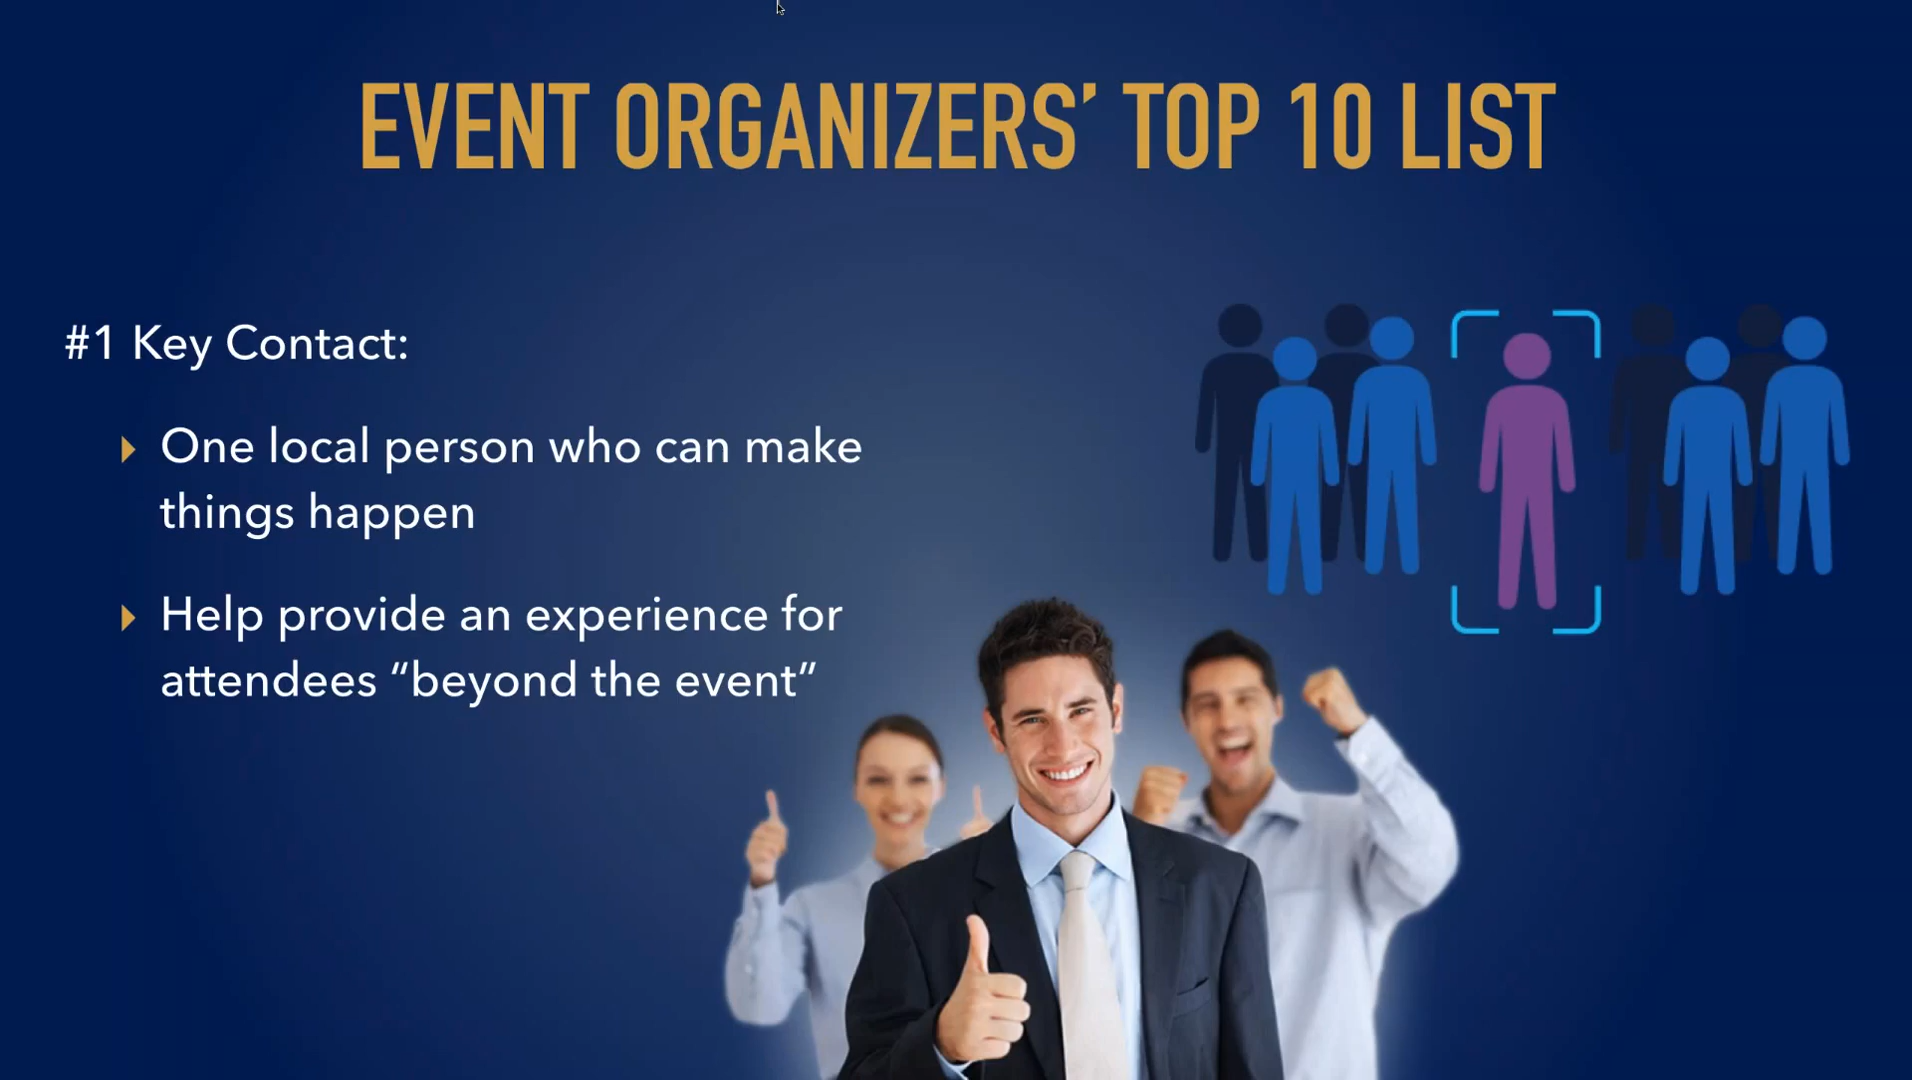 EVENT ORGANIZERS’ TOP 10 LIST
#1 Key Contact:
One local person who can make
things happen
Help provide an experience for
attendees “beyond the event”